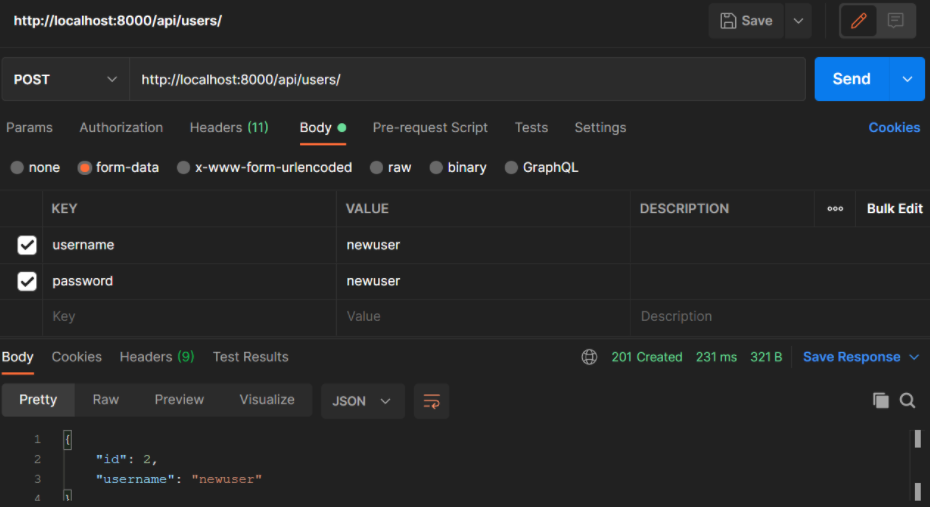 http://localhost:8000/api/users/ Save
POST http://localhost:8000/api/users/ Send
Params Authorization Headers (11) Body Pre-request Script Tests Settings Cookies
none form-data x-www-form-urlencoded raw binary GraphQL
KEY VALUE DESCRIPTION ooo Bulk Edit
username newuser
password newuser
Key Value Description
Body Cookies Headers (9) Test Results 201 Created 231 ms 321 B Save Response
Pretty Raw Preview Visualize JSON
1 {
2 "id": 2,
3 "username": "newuser"
4 }